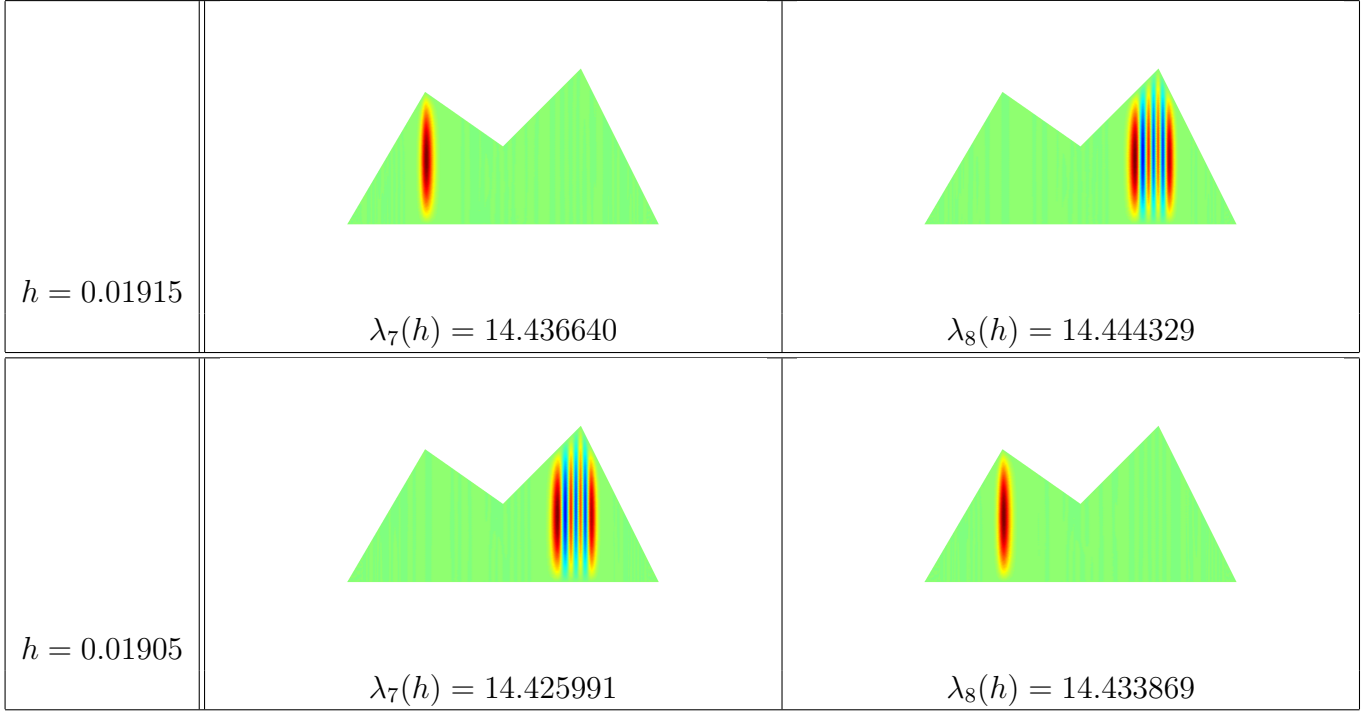 h = 0.01915
λ₇(h) = 14.436640
λ₈(h) = 14.444329
h = 0.01905
λ₇(h) = 14.425991
λ₈(h) = 14.433869